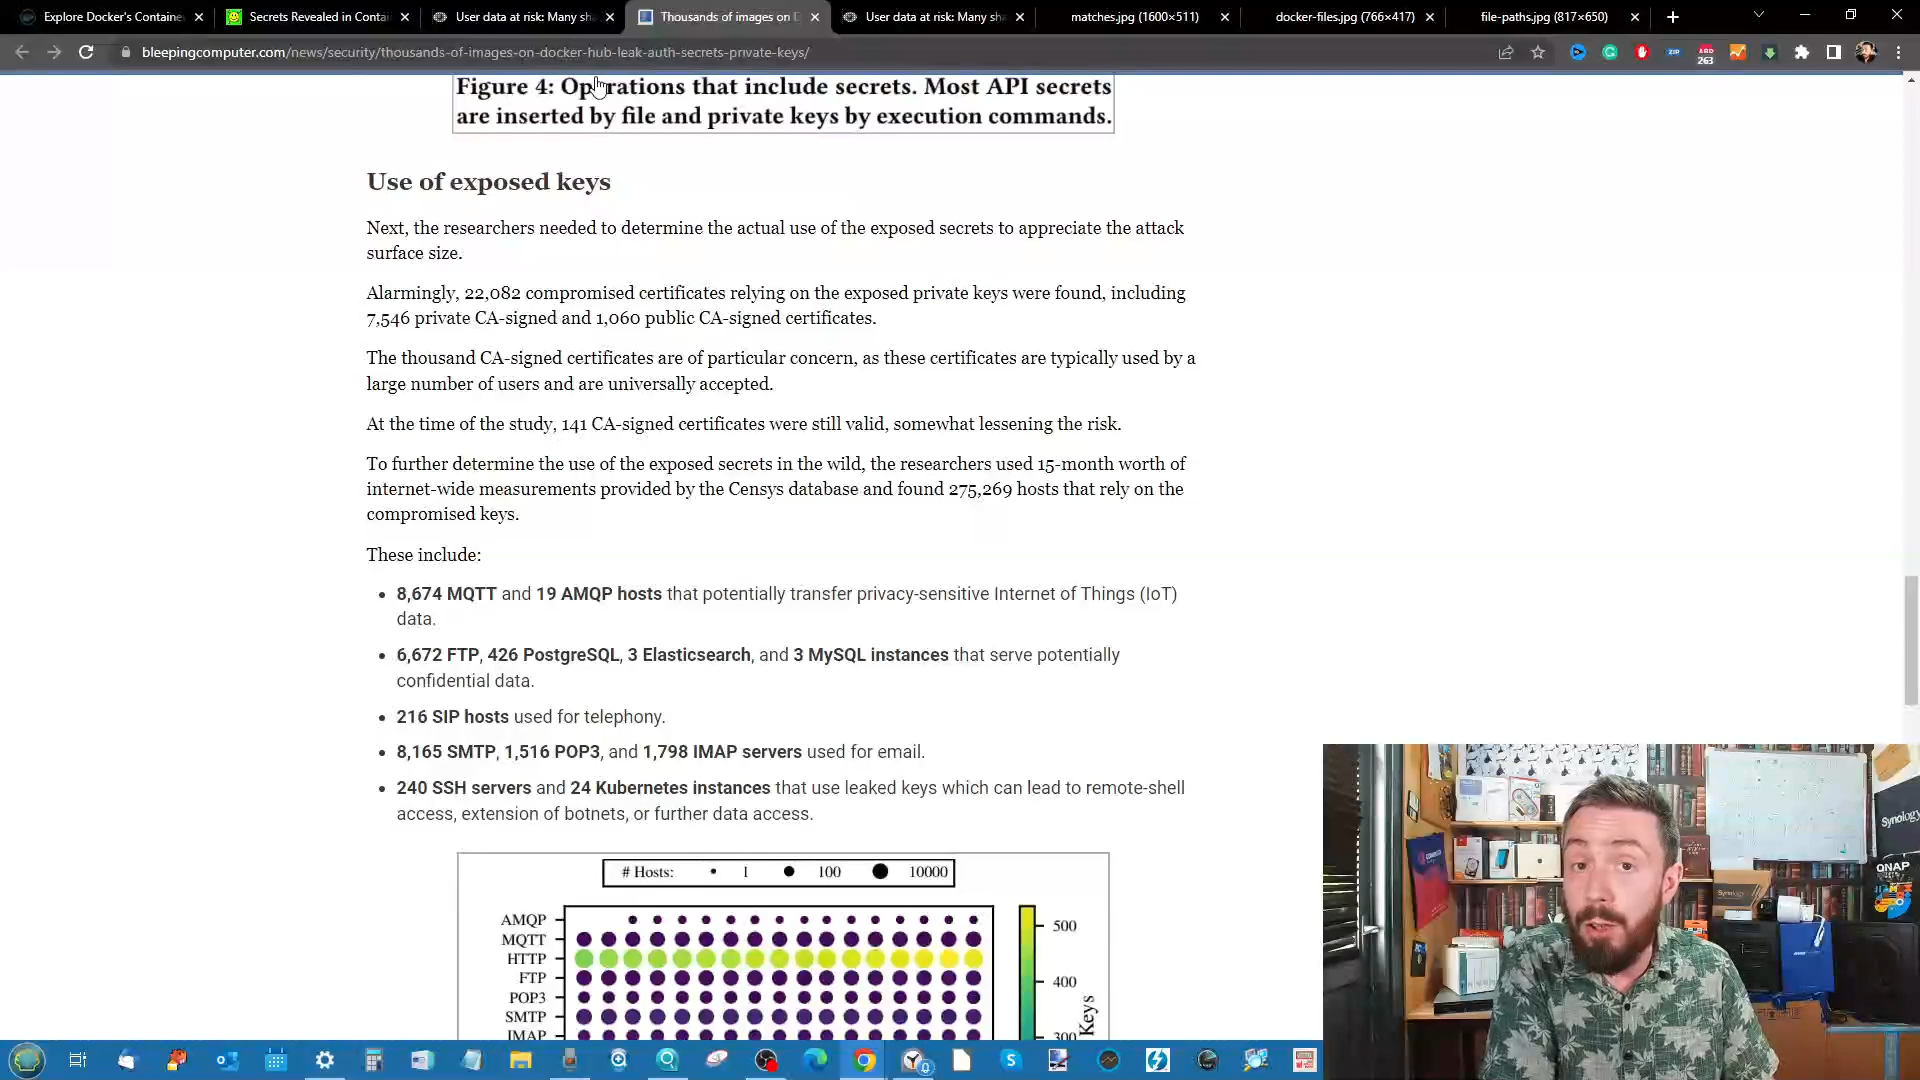 Explore Docker's Containe
Secrets Revealed in Contai
User data at risk: Many sha
Thousands of images on D
User data at risk: Many sha
matches.jpg (1600×511)
docker-files.jpg (766×417)
file-paths.jpg (817×650)
bleepingcomputer.com/news/security/thousands-of-images-on-docker-hub-leak-auth-secrets-private-keys/
263
Figure 4: Operations that include secrets. Most API secrets
are inserted by file and private keys by execution commands.
Use of exposed keys
Next, the researchers needed to determine the actual use of the exposed secrets to appreciate the attack
surface size.
Alarmingly, 22,082 compromised certificates relying on the exposed private keys were found, including
7,546 private CA-signed and 1,060 public CA-signed certificates.
The thousand CA-signed certificates are of particular concern, as these certificates are typically used by a
large number of users and are universally accepted.
At the time of the study, 141 CA-signed certificates were still valid, somewhat lessening the risk.
To further determine the use of the exposed secrets in the wild, the researchers used 15-month worth of
internet-wide measurements provided by the Censys database and found 275,269 hosts that rely on the
compromised keys.
These include:
• 8,674 MQTT and 19 AMQP hosts that potentially transfer privacy-sensitive Internet of Things (IoT)
data.
• 6,672 FTP, 426 PostgreSQL, 3 Elasticsearch, and 3 MySQL instances that serve potentially
confidential data.
• 216 SIP hosts used for telephony.
• 8,165 SMTP, 1,516 POP3, and 1,798 IMAP servers used for email.
• 240 SSH servers and 24 Kubernetes instances that use leaked keys which can lead to remote-shell
access, extension of botnets, or further data access.
# Hosts: 1 100 10000
AMQP
MQTT
HTTP
FTP
POP3
SMTP
IMAP
500
400
300
Keys
Synology
QNAP